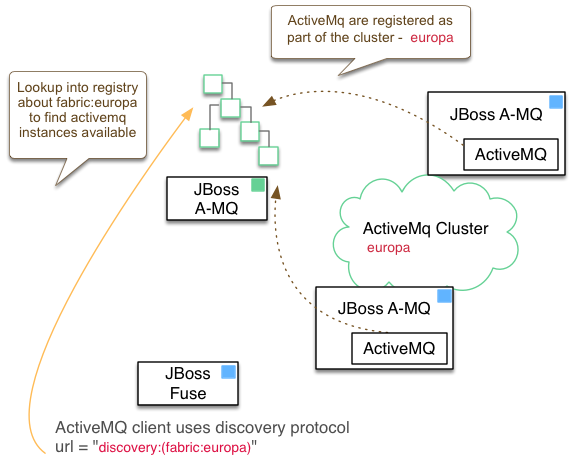 ActiveMq are registered as
part of the cluster - europa
Lookup into registry
about fabric:europa
to find activemq
instances available
JBoss A-MQ
ActiveMQ
JBoss
A-MQ
ActiveMq Cluster
europa
JBoss A-MQ
ActiveMQ
JBoss
Fuse
ActiveMQ client uses discovery protocol
url = "discovery:(fabric:europa)"